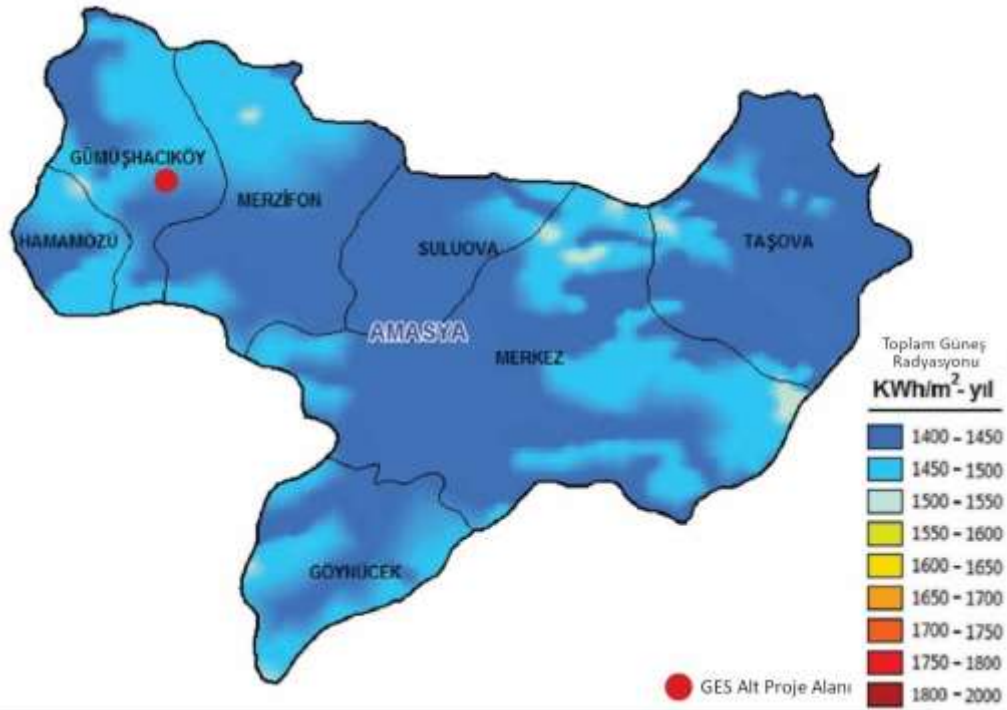 GÜMÜŞHACIKÖY
MERZİFON
HAMAMÖZÜ
SULUOVA
TAŞOVA
AMASYA
MERKEZ
GÖYNÜCEK
Toplam Güneş
Radyasyonu
KWh/m²- yıl
1400 - 1450
1450 - 1500
1500 - 1550
1550 - 1600
1600 - 1650
1650 - 1700
1700 - 1750
1750 - 1800
1800 - 2000
GES Alt Proje Alanı